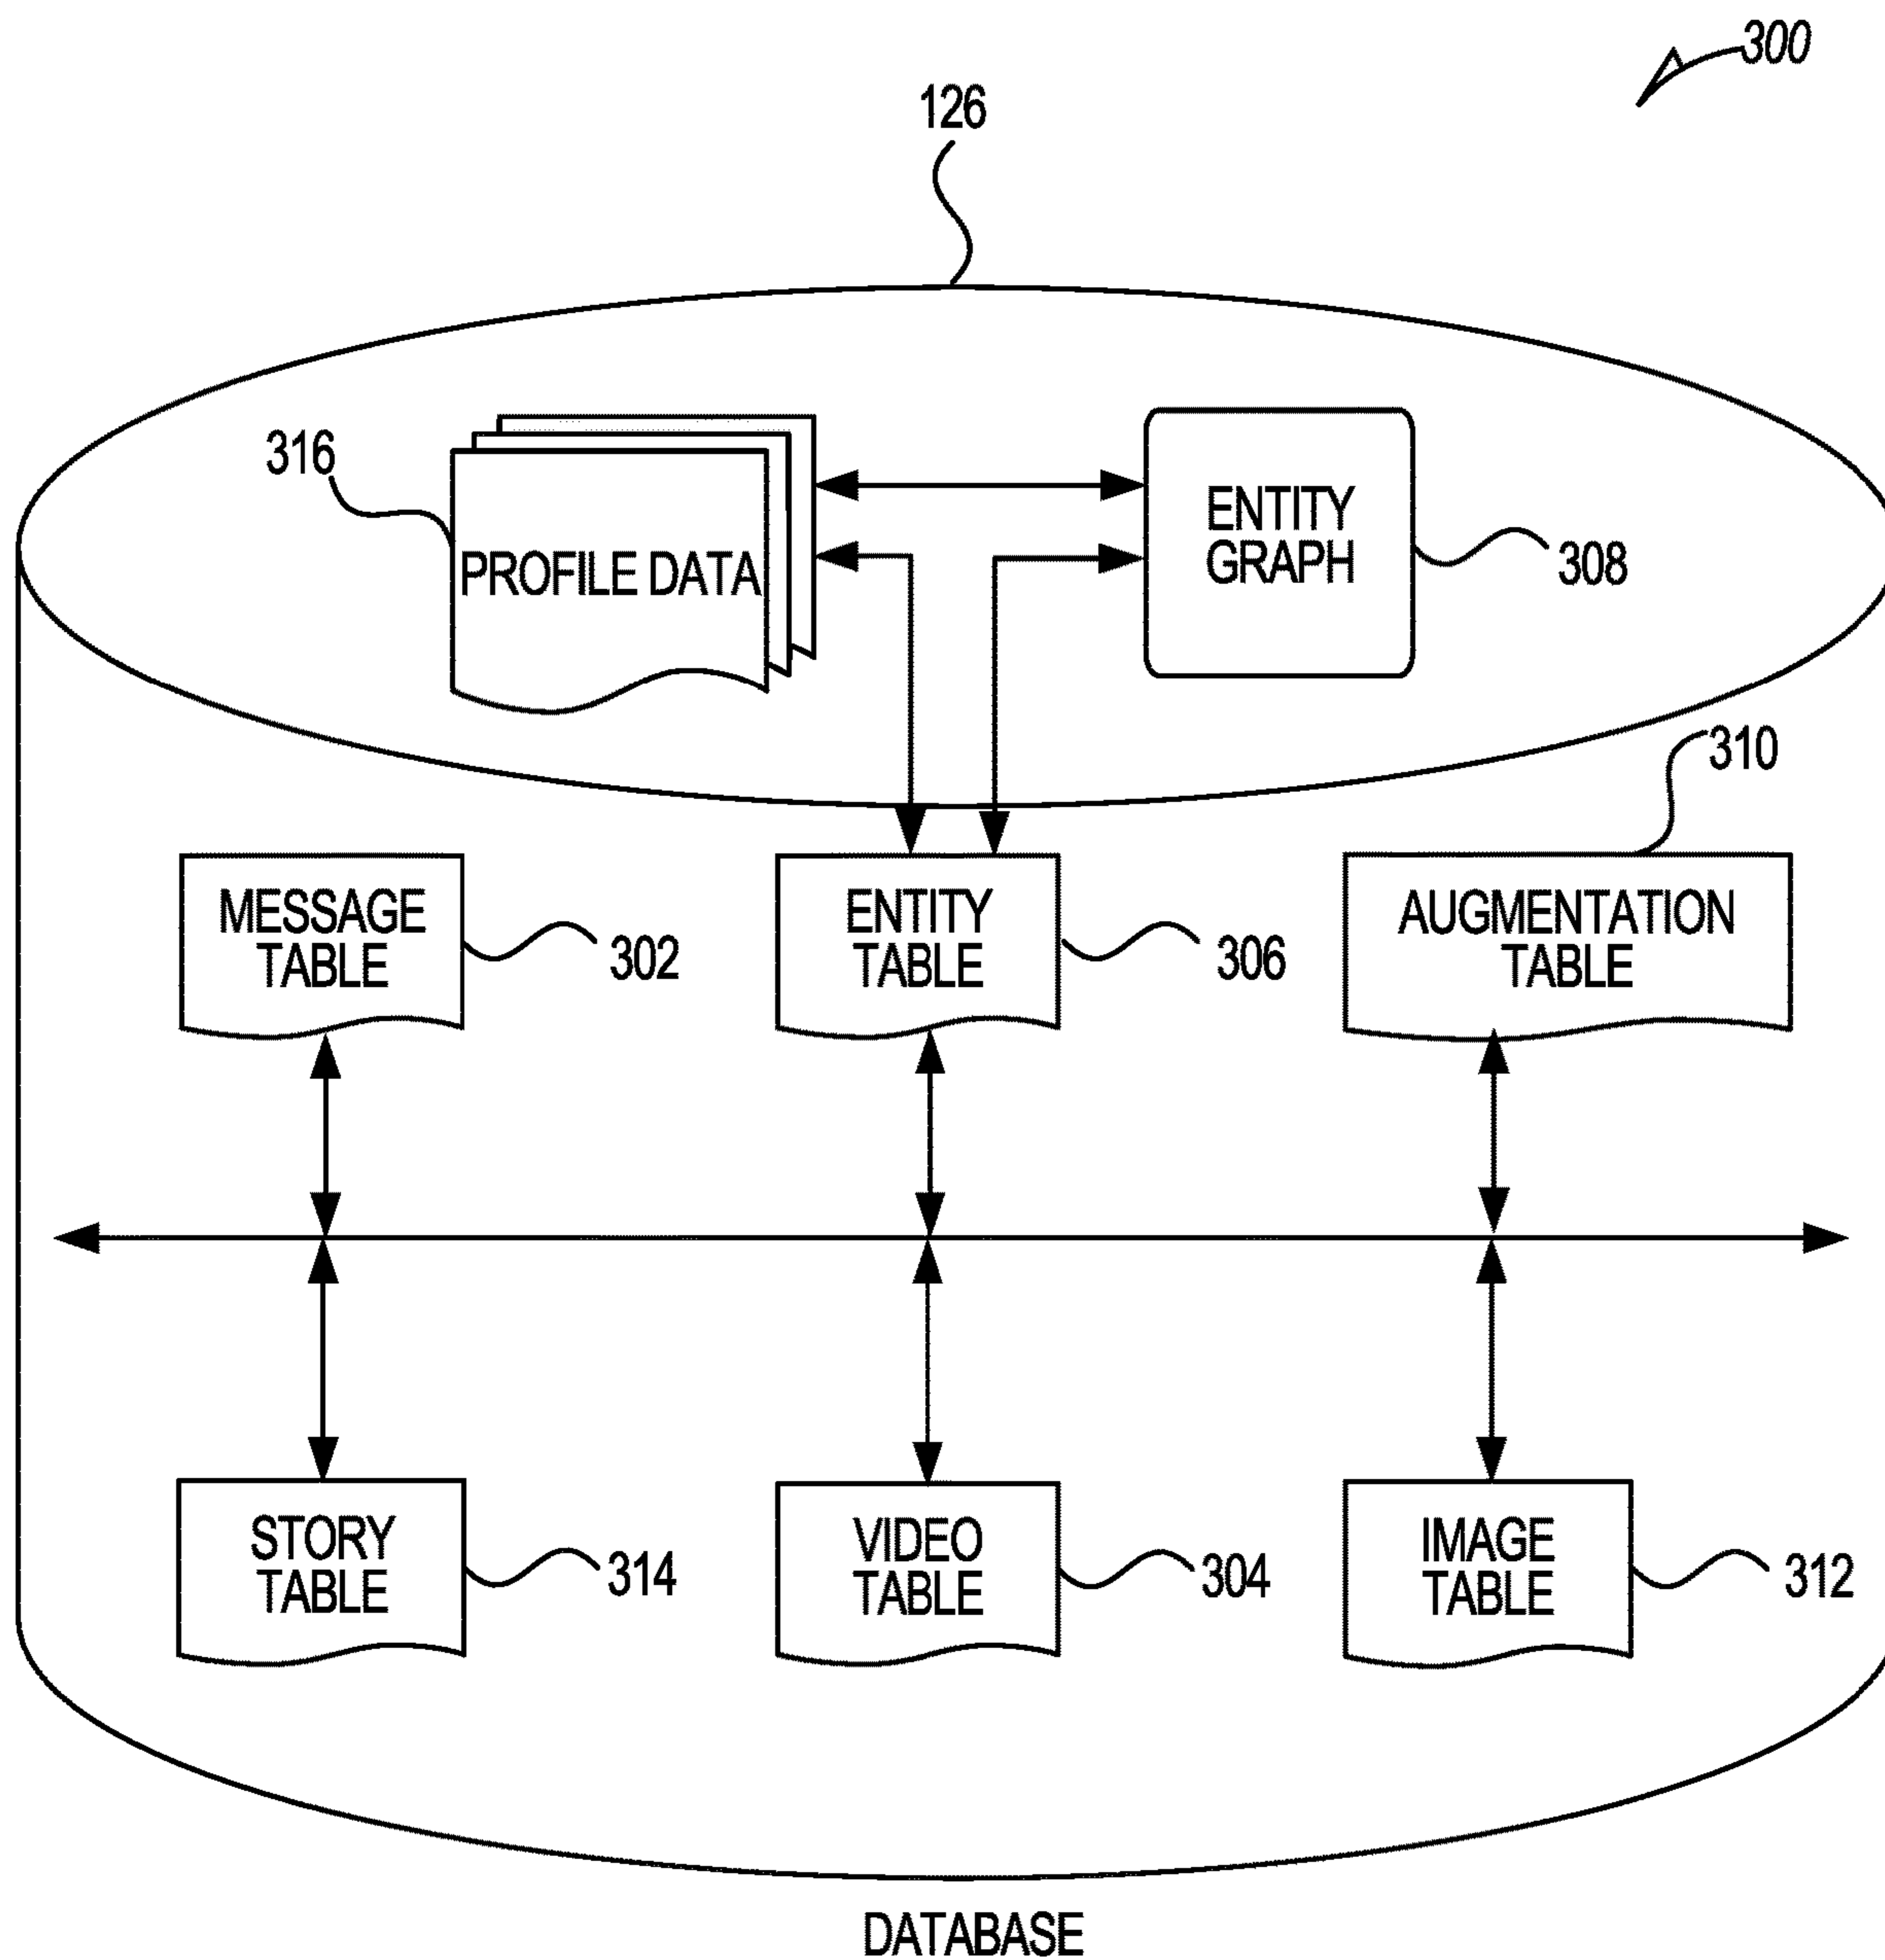 300
126
316
PROFILE DATA
ENTITY
GRAPH
308
310
MESSAGE
TABLE
302
ENTITY
TABLE
306
AUGMENTATION
TABLE
STORY
TABLE
314
VIDEO
TABLE
304
IMAGE
TABLE
312
DATABASE